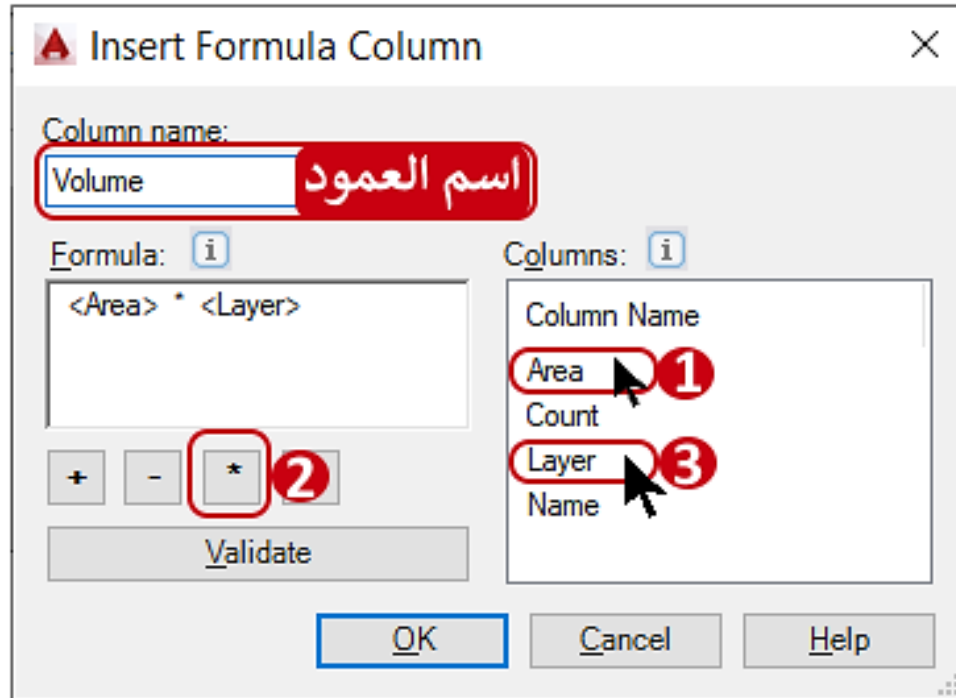 Insert Formula Column
Column name:
Volume
اسم العمود
Formula:
i
Columns:
i
<Area> * <Layer>
Column Name
Area
1
Count
Layer
3
Name
+
-
*
2
Validate
OK
Cancel
Help